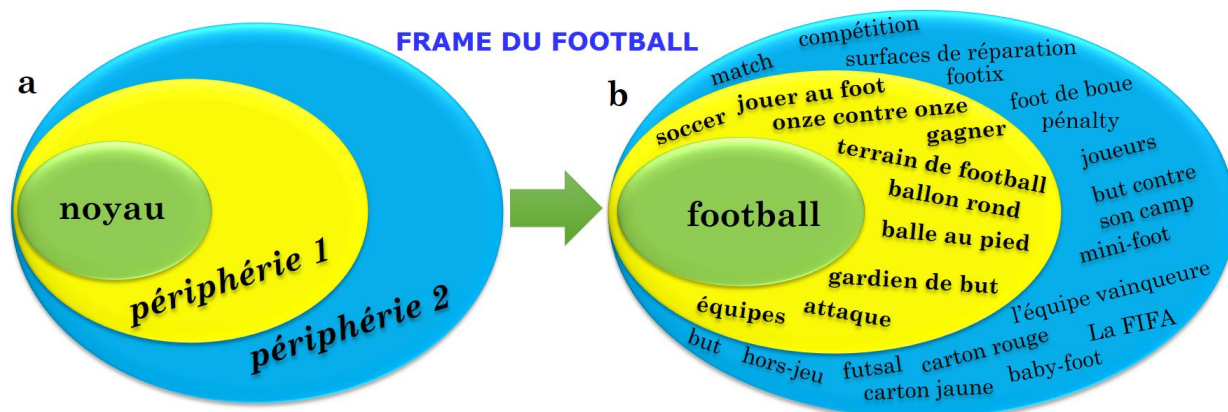 FRAME DU FOOTBALL
a
noyau
périphérie 1
périphérie 2
b
compétition
match
surfaces de réparation
footix
foot de boue
pénalty
joueurs
but contre
son camp
mini-foot
l'équipe vainqueure
La FIFA
baby-foot
carton rouge
carton jaune
futsal
hors-jeu
but
soccer
jouer au foot
onze contre onze
gagner
terrain de football
ballon rond
balle au pied
gardien de but
attaque
équipes
football